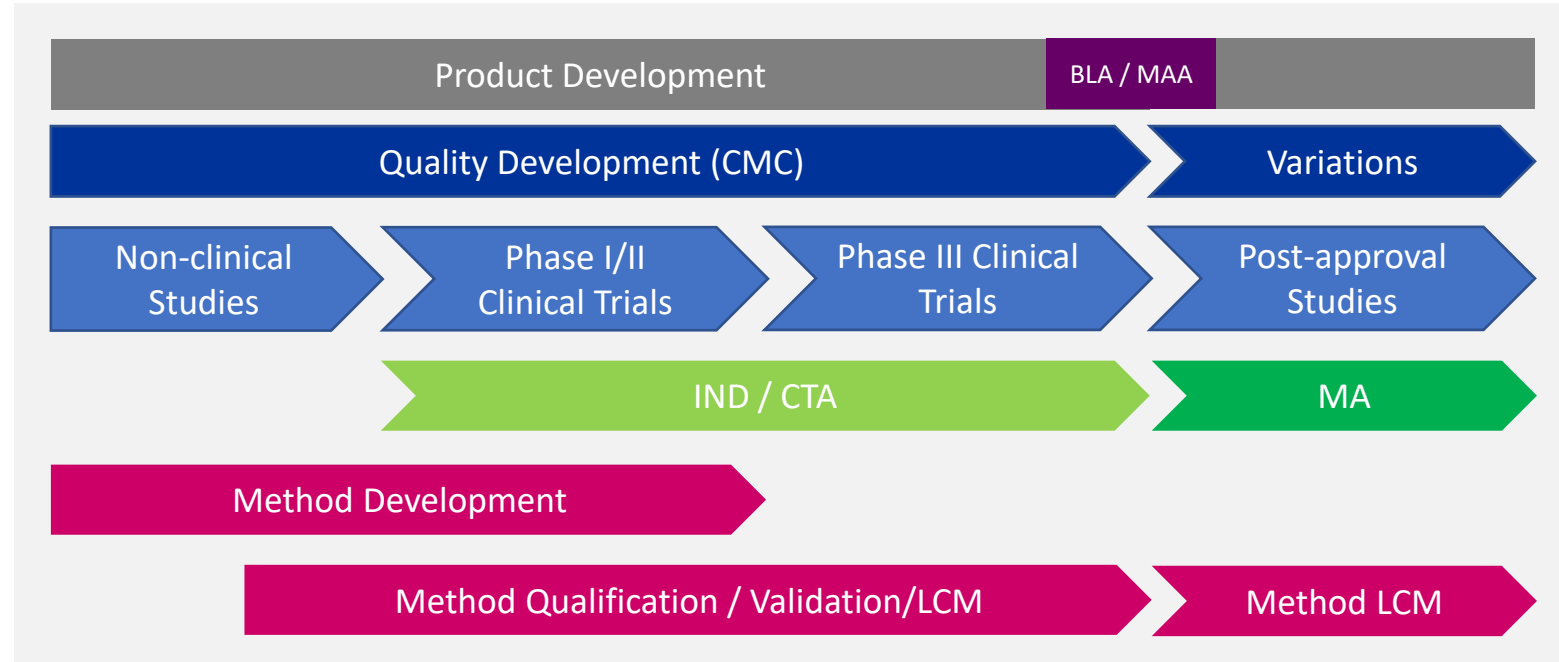 Product Development
BLA / MAA
Quality Development (CMC)
Variations
Non-clinical
Studies
Phase I/II
Clinical Trials
Phase III Clinical
Trials
Post-approval
Studies
IND / CTA
MA
Method Development
Method Qualification / Validation/LCM
Method LCM